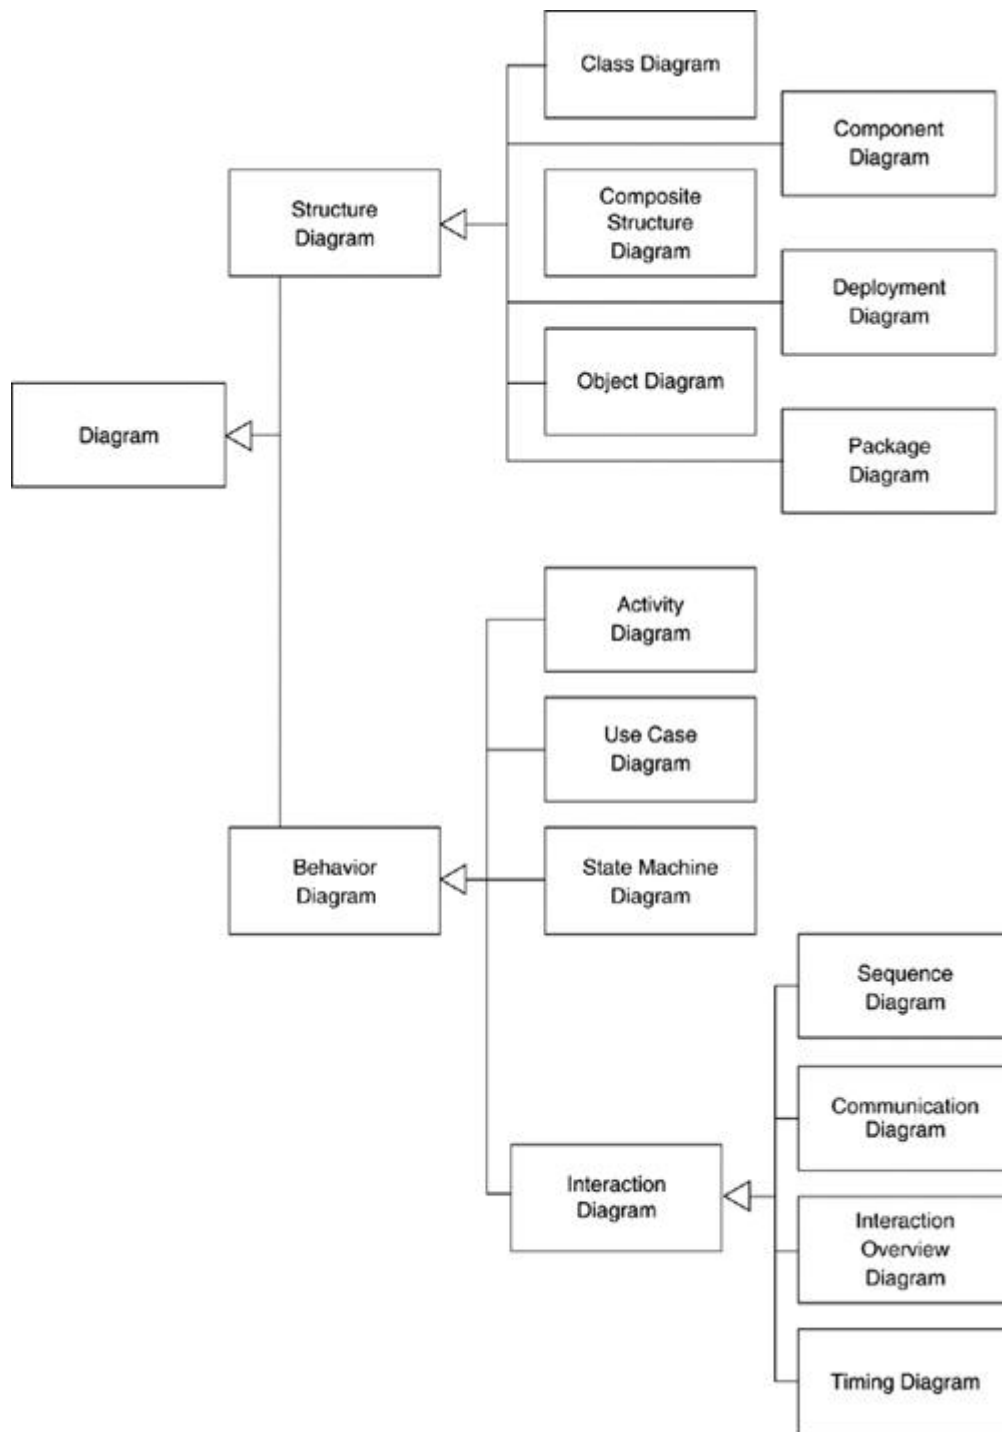 Class Diagram
Component
Diagram
Structure
Diagram
Composite
Structure
Diagram
Deployment
Diagram
Object Diagram
Diagram
Package
Diagram
Activity
Diagram
Use Case
Diagram
Behavior
Diagram
State Machine
Diagram
Sequence
Diagram
Communication
Diagram
Interaction
Diagram
Interaction
Overview
Diagram
Timing Diagram